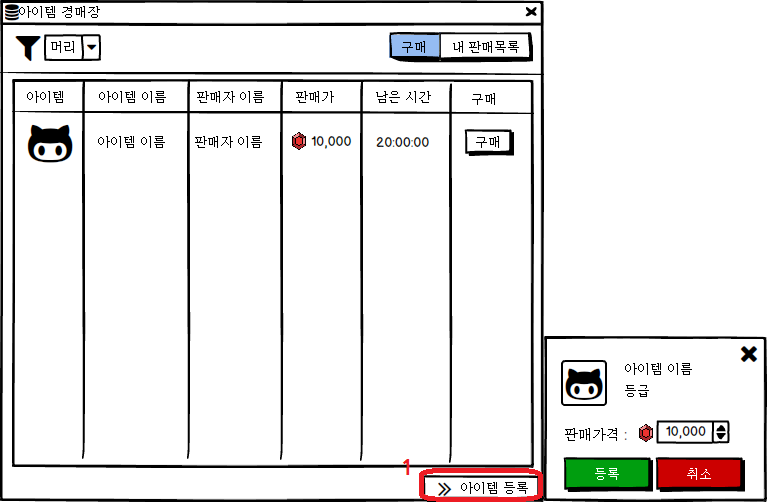 아이템 경매장
머리
구매 내 판매목록
아이템 아이템 이름 판매자 이름 판매가 남은 시간 구매
아이템 이름 판매자 이름 10,000 20:00:00 구매
1
아이템 등록
아이템 이름
등급
판매가격 : 10,000
등록 취소